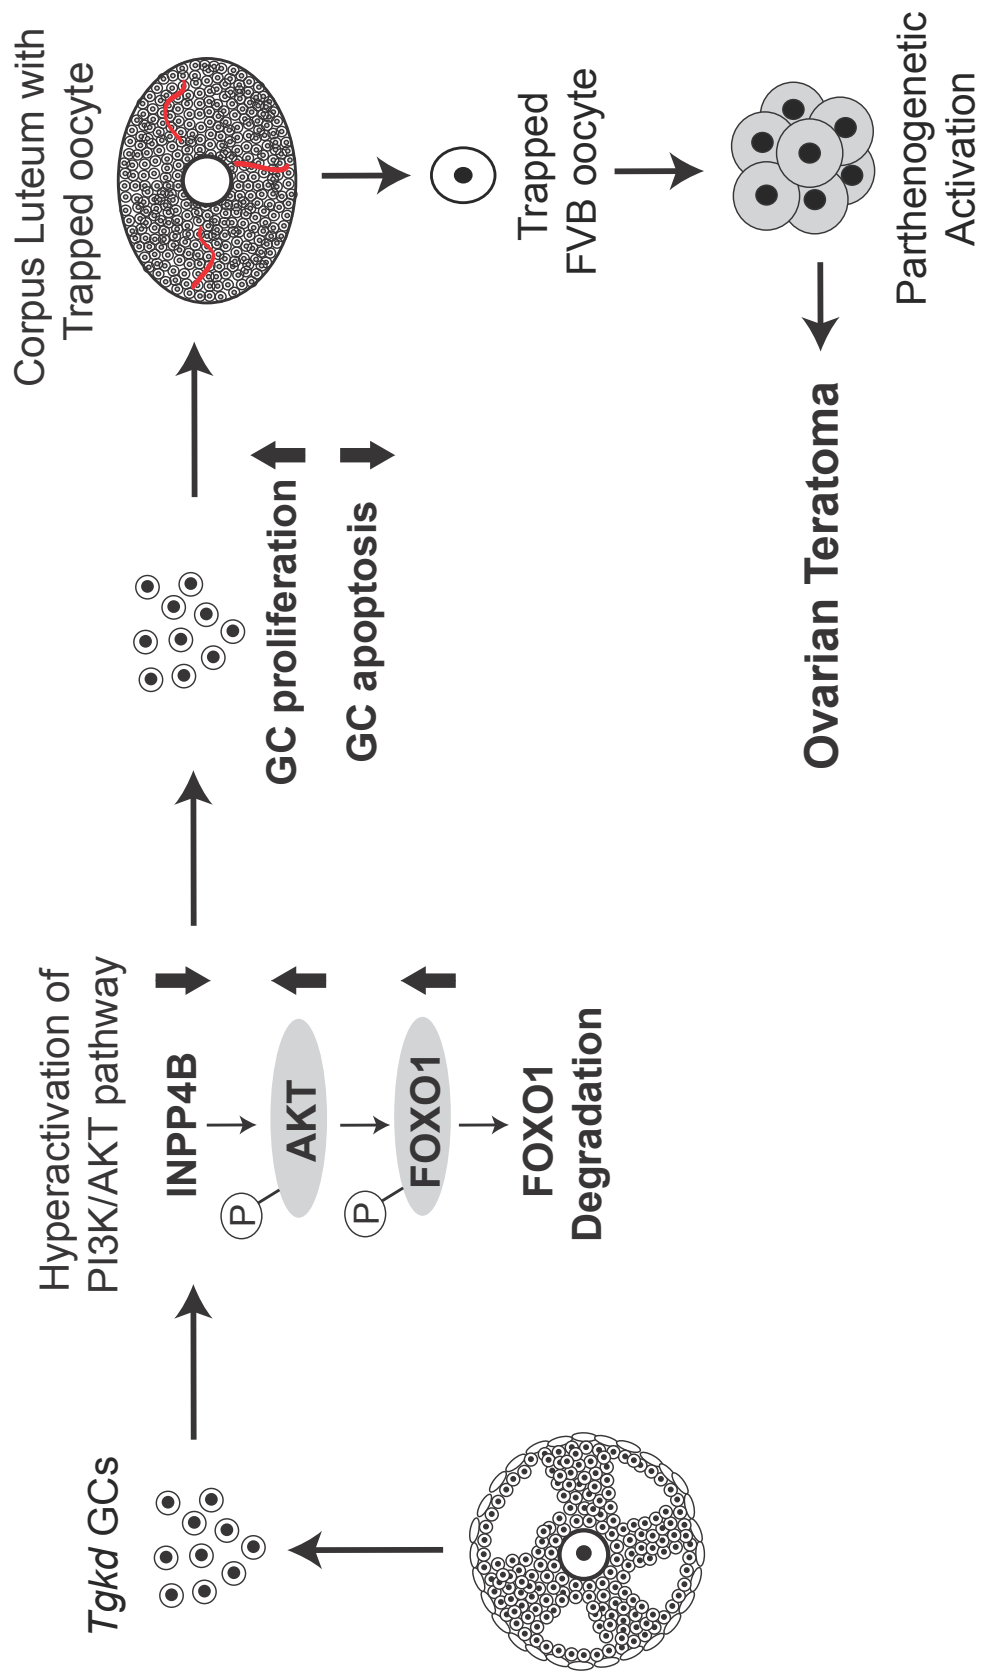 Tgkd GCs
Hyperactivation of
PI3K/AKT pathway
INPP4B
P
AKT
P
FOXO1
FOXO1
Degradation
GC proliferation
GC apoptosis
Corpus Luteum with
Trapped oocyte
Trapped
FVB oocyte
Parthenogenetic
Activation
Ovarian Teratoma